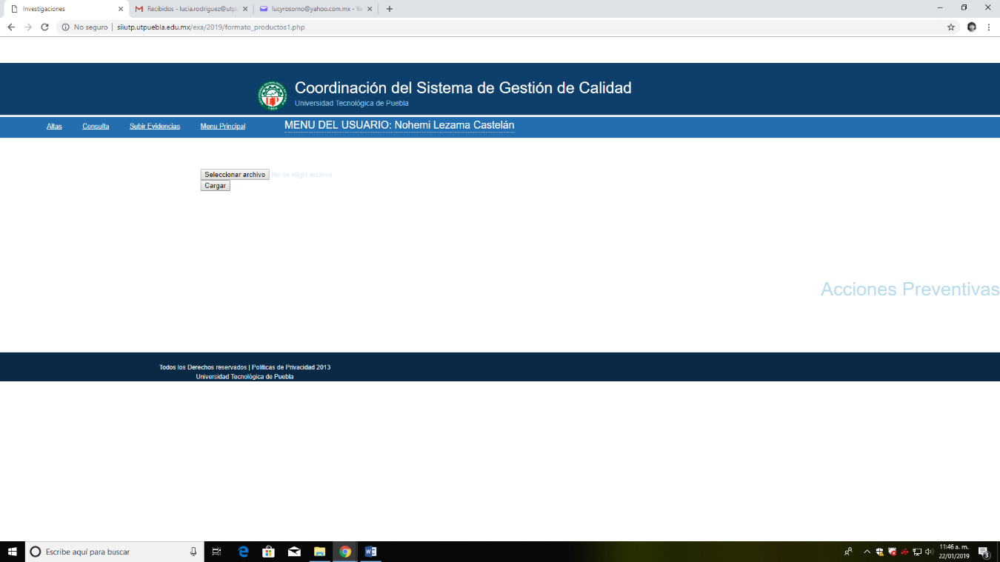 Investigaciones
Recibidos - lucia.rodriguez@utp
lucyrosorno@yahoo.com.mx - Ya
No seguro | siiutp.utpuebla.edu.mx/exa/2019/formato_productos1.php
Coordinación del Sistema de Gestión de Calidad
Universidad Tecnológica de Puebla
Altas Consulta Subir Evidencias Menu Principal MENU DEL USUARIO: Nohemi Lezama Castelán
Seleccionar archivo No se eligió archivo
Cargar
Acciones Preventivas
Todos los Derechos reservados | Políticas de Privacidad 2013
Universidad Tecnológica de Puebla
Escribe aquí para buscar
11:46 a. m.
22/01/2019
3